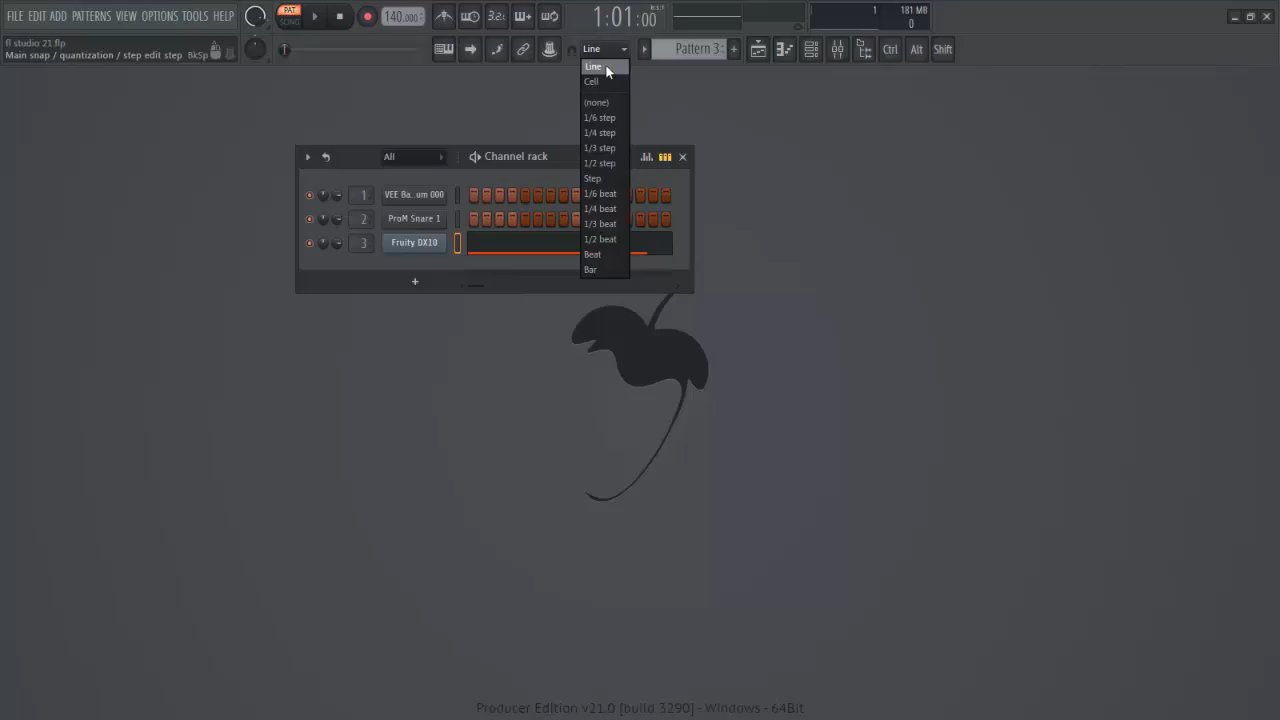 FILE EDIT ADD PATTERNS VIEW OPTIONS TOOLS HELP
PAT
SONG
140.000
3.2.
1:01:00
B:S:T
1
181 MB
0
fl studio 21.flp
Main snap / quantization / step edit step BkSp
Line
Pattern 3
Ctrl
Alt
Shift
Line
Cell
(none)
1/6 step
1/4 step
1/3 step
1/2 step
Step
1/6 beat
1/4 beat
1/3 beat
1/2 beat
Beat
Bar
All
Channel rack
1
VEE Ba..um 000
2
ProM Snare 1
3
Fruity DX10
+
Producer Edition v21.0 [build 3290] - Windows - 64Bit